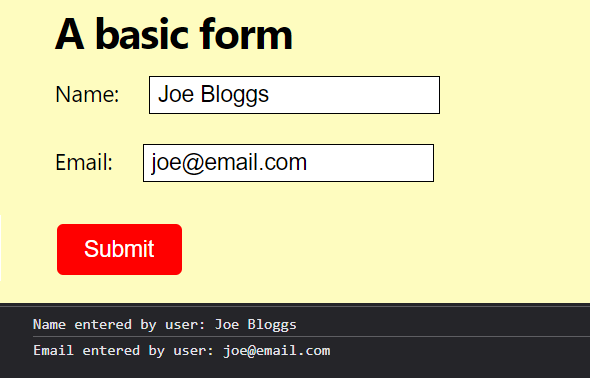 A basic form
Name: Joe Bloggs
Email: joe@email.com
Submit
Name entered by user: Joe Bloggs
Email entered by user: joe@email.com